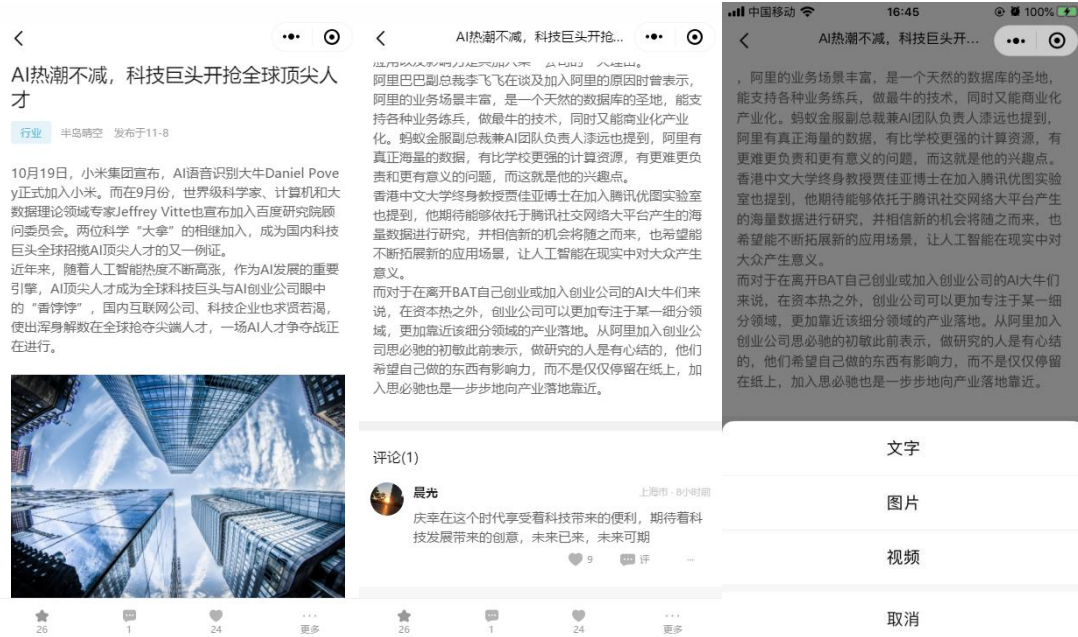 AI热潮不减，科技巨头开抢全球顶尖人
才
行业 半岛晴空 发布于11-8
10月19日，小米集团宣布，AI语音识别大牛Daniel Pove
y正式加入小米。而在9月份，世界级科学家、计算机和大
数据理论领域专家Jeffrey Vitte也宣布加入百度研究院顾
问委员会。两位科学“大拿”的相继加入，成为国内科技
巨头全球招揽AI顶尖人才的又一例证。
近年来，随着人工智能热度不断高涨，作为AI发展的重要
引擎，AI顶尖人才成为全球科技巨头与AI创业公司眼中
的“香饽饽”，国内互联网公司、科技企业也求贤若渴，
使出浑身解数在全球抢夺尖端人才，一场AI人才争夺战正
在进行。
26 1 24 更多
AI热潮不减，科技巨头开抢...
阿里巴巴副总裁李飞飞在谈及加入阿里的原因时曾表示，
阿里的业务场景丰富，是一个天然的数据库的圣地，能支
持各种业务练兵，做最牛的技术，同时又能商业化产业
化。蚂蚁金服副总裁兼AI团队负责人漆远也提到，阿里有
真正海量的数据，有比学校更强的计算资源，有更难更负
责和更有意义的问题，而这就是他的兴趣点。
香港中文大学终身教授贾佳亚博士在加入腾讯优图实验室
也提到，他期待能够依托于腾讯社交网络大平台产生的海
量数据进行研究，并相信新的机会将随之而来，也希望能
不断拓展新的应用场景，让人工智能在现实中对大众产生
意义。
而对于在离开BAT自己创业或加入创业公司的AI大牛们来
说，在资本热之外，创业公司可以更加专注于某一细分领
域，更加靠近该细分领域的产业落地。从阿里加入创业公
司思必驰的初敏此前表示，做研究的人是有心结的，他们
希望自己做的东西有影响力，而不是仅仅停留在纸上，加
入思必驰也是一步步地向产业落地靠近。
评论(1)
晨光 上海市·8小时前
庆幸在这个时代享受着科技带来的便利，期待着科
技发展带来的创意，未来已来，未来可期
9 评
26 1 24 更多
中国移动 16:45 100%
AI热潮不减，科技巨头开...
，阿里的业务场景丰富，是一个天然的数据库的圣地，
能支持各种业务练兵，做最牛的技术，同时又能商业化
产业化。蚂蚁金服副总裁兼AI团队负责人漆远也提到，
阿里有真正海量的数据，有比学校更强的计算资源，有
更难更负责和更有意义的问题，而这就是他的兴趣点。
香港中文大学终身教授贾佳亚博士在加入腾讯优图实验
室也提到，他期待能够依托于腾讯社交网络大平台产生
的海量数据进行研究，并相信新的机会将随之而来，也
希望能不断拓展新的应用场景，让人工智能在现实中对
大众产生意义。
而对于在离开BAT自己创业或加入创业公司的AI大牛们
来说，在资本热之外，创业公司可以更加专注于某一细
分领域，更加靠近该细分领域的产业落地。从阿里加入
创业公司思必驰的初敏此前表示，做研究的人是有心结
的，他们希望自己做的东西有影响力，而不是仅仅停留
在纸上，加入思必驰也是一步步地向产业落地靠近。
文字
图片
视频
取消